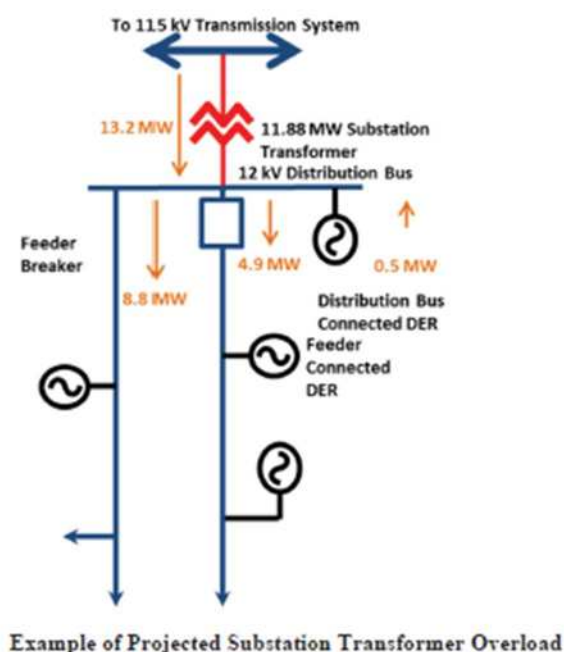 To 115 kV Transmission System
13.2 MW
11.88 MW Substation
Transformer
12 kV Distribution Bus
Feeder
Breaker
8.8 MW
4.9 MW
0.5 MW
Distribution Bus
Connected DER
Feeder
Connected
DER
Example of Projected Substation Transformer Overload